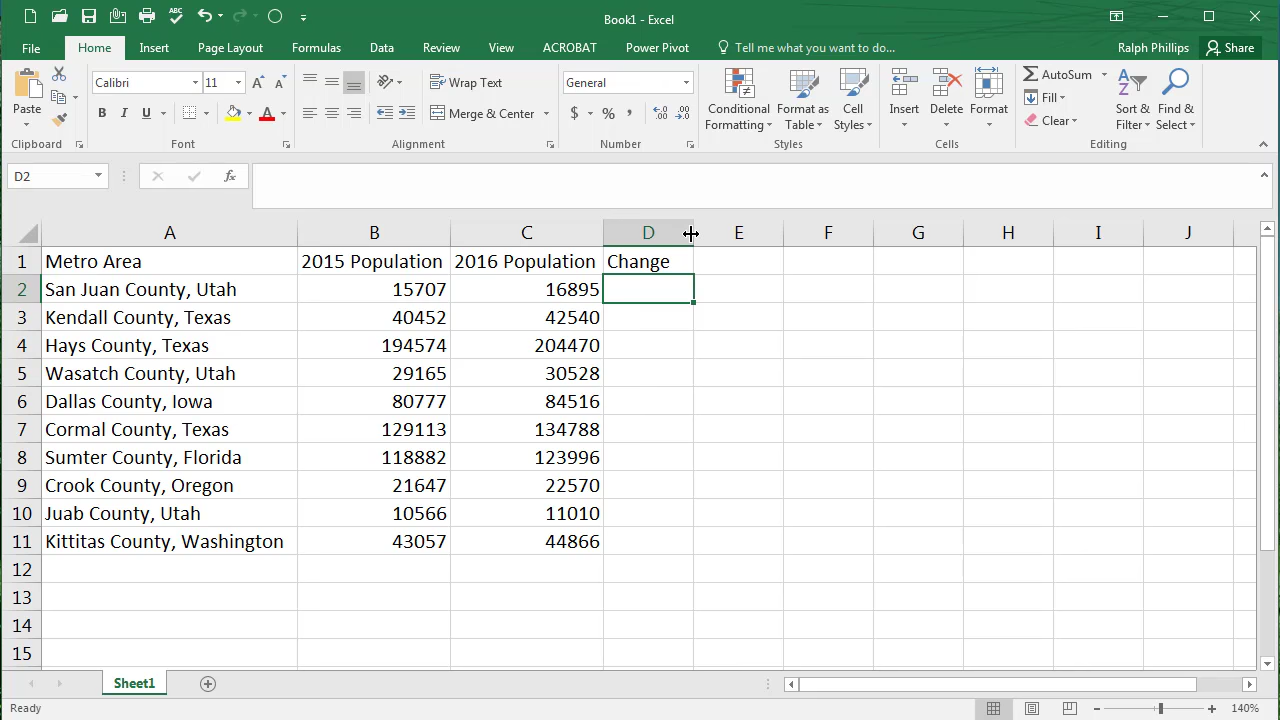 Book1 - Excel
File Home Insert Page Layout Formulas Data Review View ACROBAT Power Pivot Tell me what you want to do... Ralph Phillips Share
Paste
Clipboard
Calibri 11
B I U A
Font
Wrap Text
Merge & Center
Alignment
General
$ % ,
Number
Conditional Formatting
Format as Table
Cell Styles
Styles
Insert Delete Format
Cells
AutoSum
Fill
Clear
Sort & Filter
Find & Select
Editing
D2 fx
A B C D E F G H I J
1 Metro Area 2015 Population 2016 Population Change
2 San Juan County, Utah 15707 16895
3 Kendall County, Texas 40452 42540
4 Hays County, Texas 194574 204470
5 Wasatch County, Utah 29165 30528
6 Dallas County, Iowa 80777 84516
7 Cormal County, Texas 129113 134788
8 Sumter County, Florida 118882 123996
9 Crook County, Oregon 21647 22570
10 Juab County, Utah 10566 11010
11 Kittitas County, Washington 43057 44866
12
13
14
15
Sheet1
Ready 140%